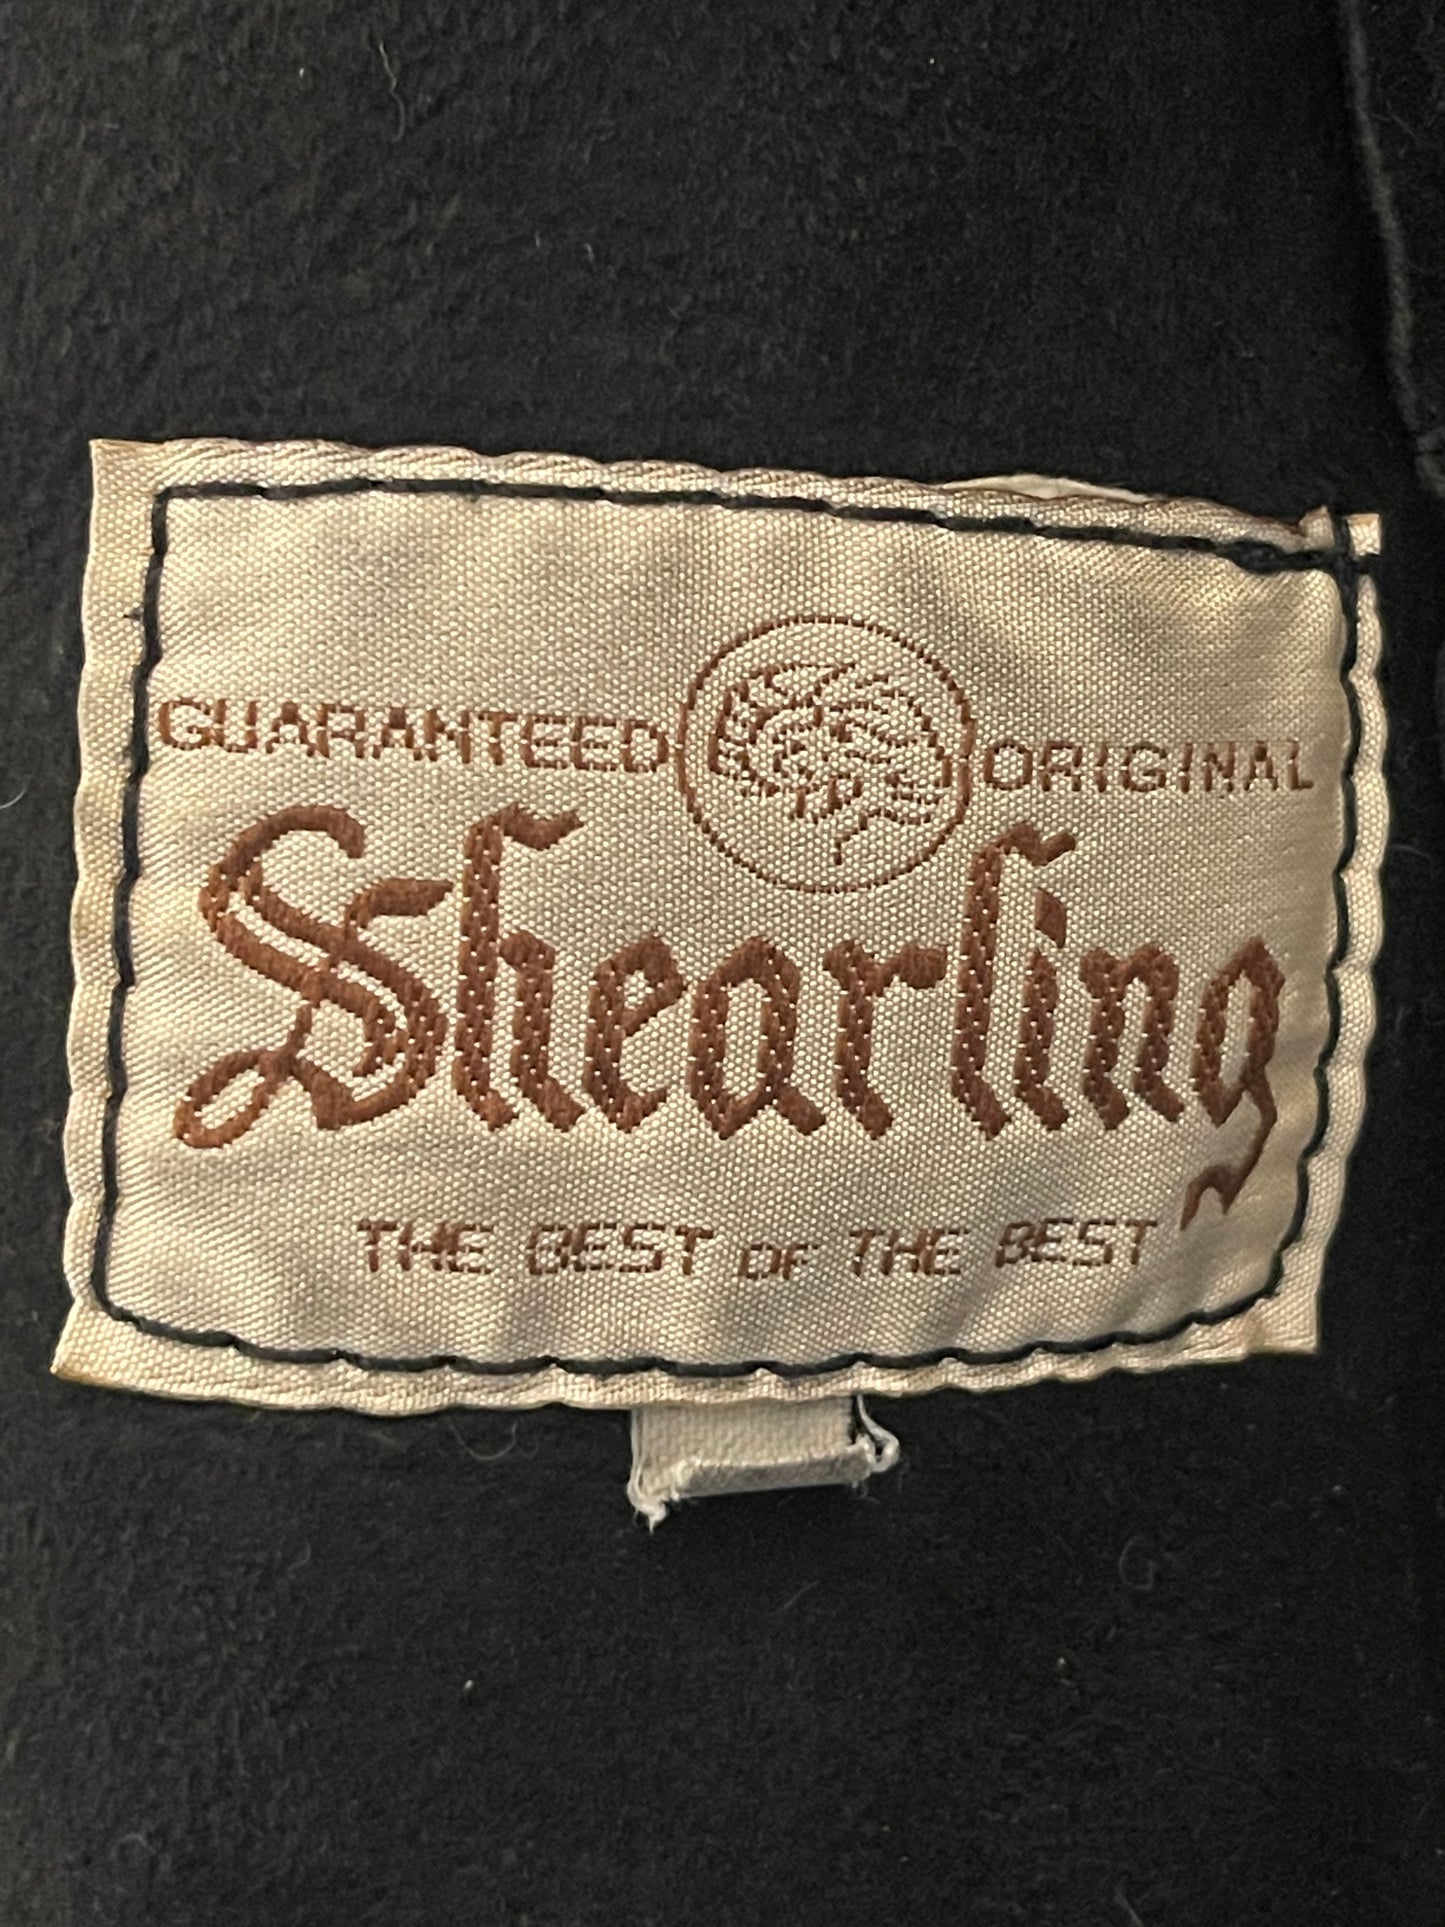 GUARANTEED ORIGINAL
Shearling
THE BEST OF THE BEST